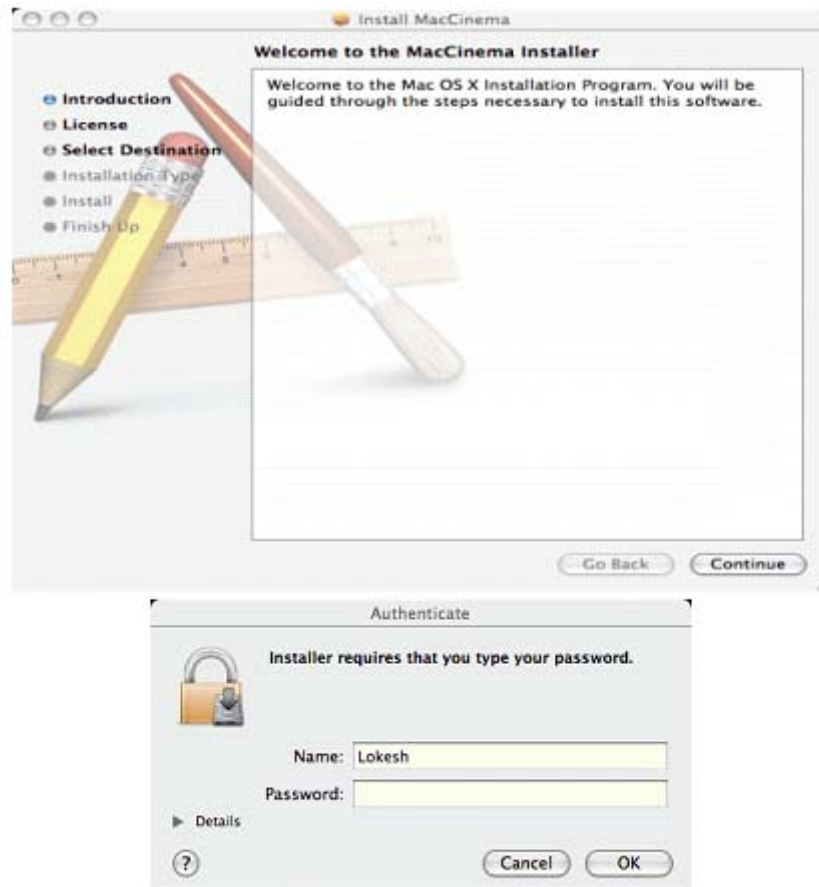 Install MacCinema
Welcome to the MacCinema Installer
Introduction
License
Select Destination
Installation Type
Install
Finish Up
Welcome to the Mac OS X Installation Program. You will be
guided through the steps necessary to install this software.
Go Back
Continue
Authenticate
Installer requires that you type your password.
Name: Lokesh
Password:
Details
?
Cancel
OK